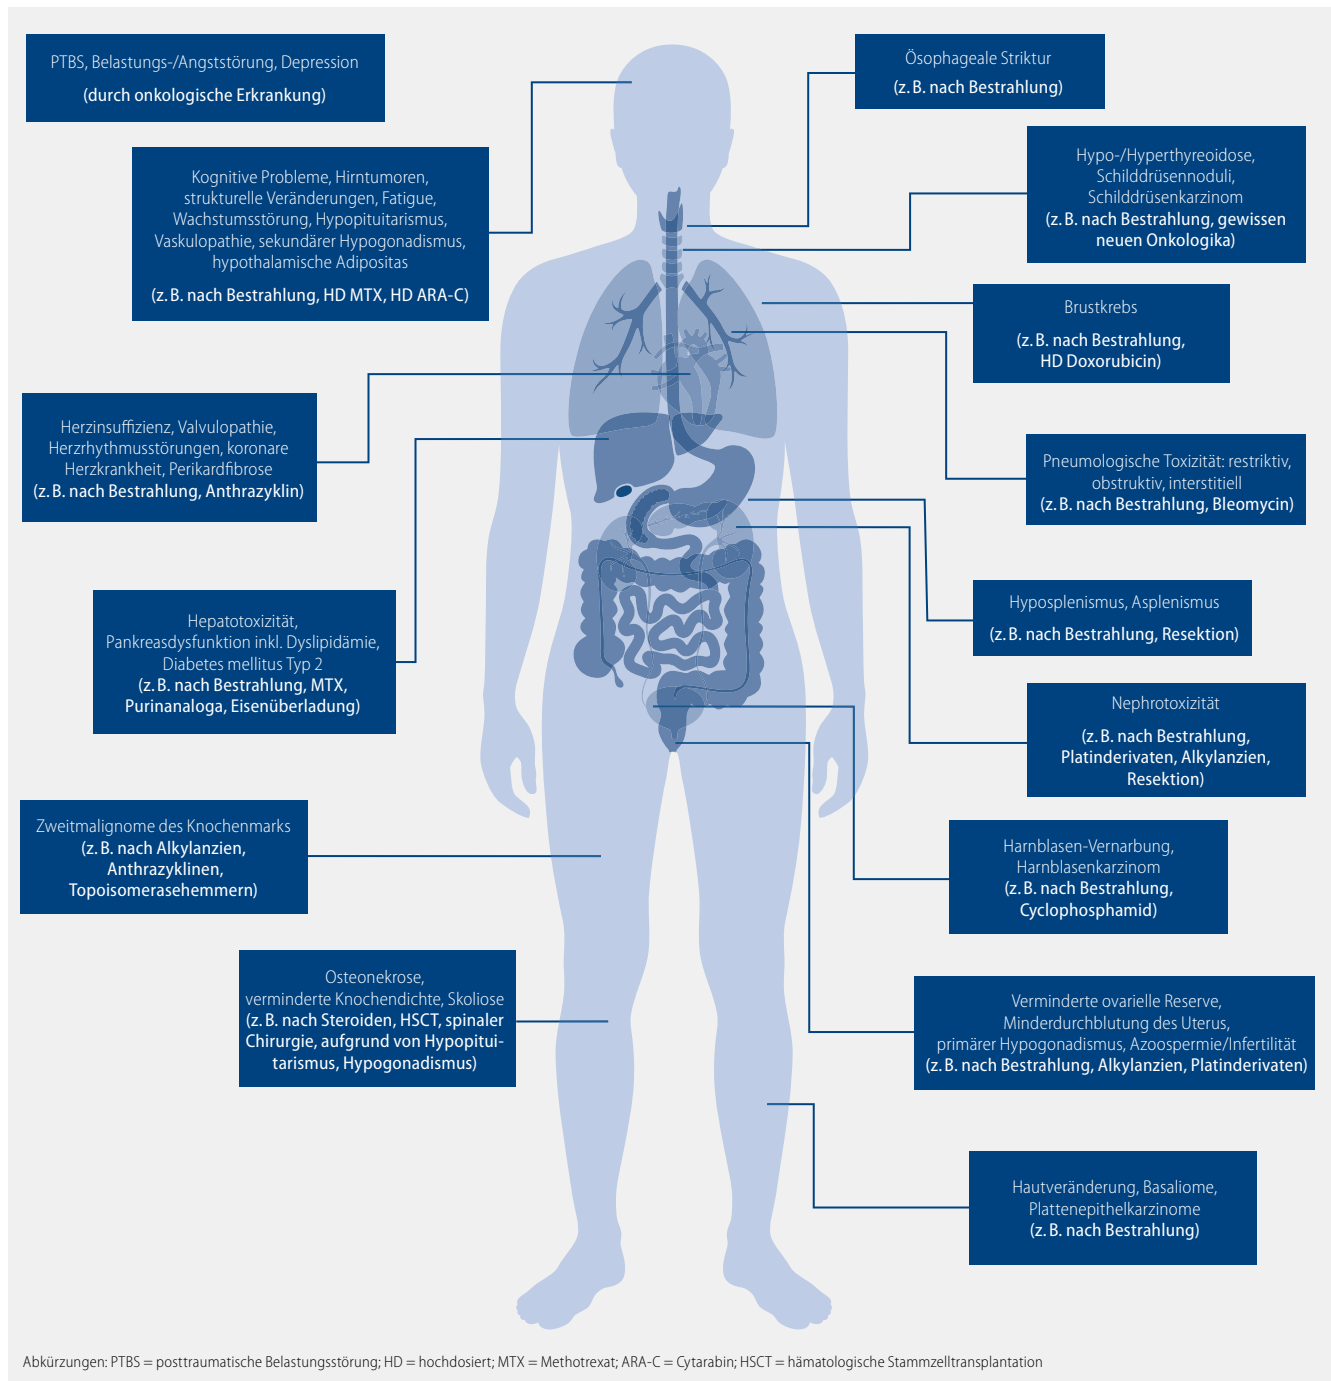 PTBS, Belastungs-/Angststörung, Depression
(durch onkologische Erkrankung)
Kognitive Probleme, Hirntumoren,
strukturelle Veränderungen, Fatigue,
Wachstumsstörung, Hypopituitarismus,
Vaskulopathie, sekundärer Hypogonadismus,
hypothalamische Adipositas
(z. B. nach Bestrahlung, HD MTX, HD ARA-C)
Herzinsuffizienz, Valvulopathie,
Herzrhythmusstörungen, koronare
Herzkrankheit, Perikardfibrose
(z. B. nach Bestrahlung, Anthrazyklin)
Hepatotoxizität,
Pankreasdysfunktion inkl. Dyslipidämie,
Diabetes mellitus Typ 2
(z. B. nach Bestrahlung, MTX,
Purinanaloga, Eisenüberladung)
Zweitmalignome des Knochenmarks
(z. B. nach Alkylanzien,
Anthrazyklinen,
Topoisomerasehemmern)
Osteonekrose,
verminderte Knochendichte, Skoliose
(z. B. nach Steroiden, HSCT, spinaler
Chirurgie, aufgrund von Hypopitui-
tarismus, Hypogonadismus)
Ösophageale Striktur
(z. B. nach Bestrahlung)
Hypo-/Hyperthyreoidose,
Schilddrüsennoduli,
Schilddrüsenkarzinom
(z. B. nach Bestrahlung, gewissen
neuen Onkologika)
Brustkrebs
(z. B. nach Bestrahlung,
HD Doxorubicin)
Pneumologische Toxizität: restriktiv,
obstruktiv, interstitiell
(z. B. nach Bestrahlung, Bleomycin)
Hyposplenismus, Asplenismus
(z. B. nach Bestrahlung, Resektion)
Nephrotoxizität
(z. B. nach Bestrahlung,
Platinderivaten, Alkylanzien,
Resektion)
Harnblasen-Vernarbung,
Harnblasenkarzinom
(z. B. nach Bestrahlung,
Cyclophosphamid)
Verminderte ovarielle Reserve,
Minderdurchblutung des Uterus,
primärer Hypogonadismus, Azoospermie/Infertilität
(z. B. nach Bestrahlung, Alkylanzien, Platinderivaten)
Hautveränderung, Basaliome,
Plattenepithelkarzinome
(z. B. nach Bestrahlung)
Abkürzungen: PTBS = posttraumatische Belastungsstörung; HD = hochdosiert; MTX = Methotrexat; ARA-C = Cytarabin; HSCT = hämatologische Stammzelltransplantation